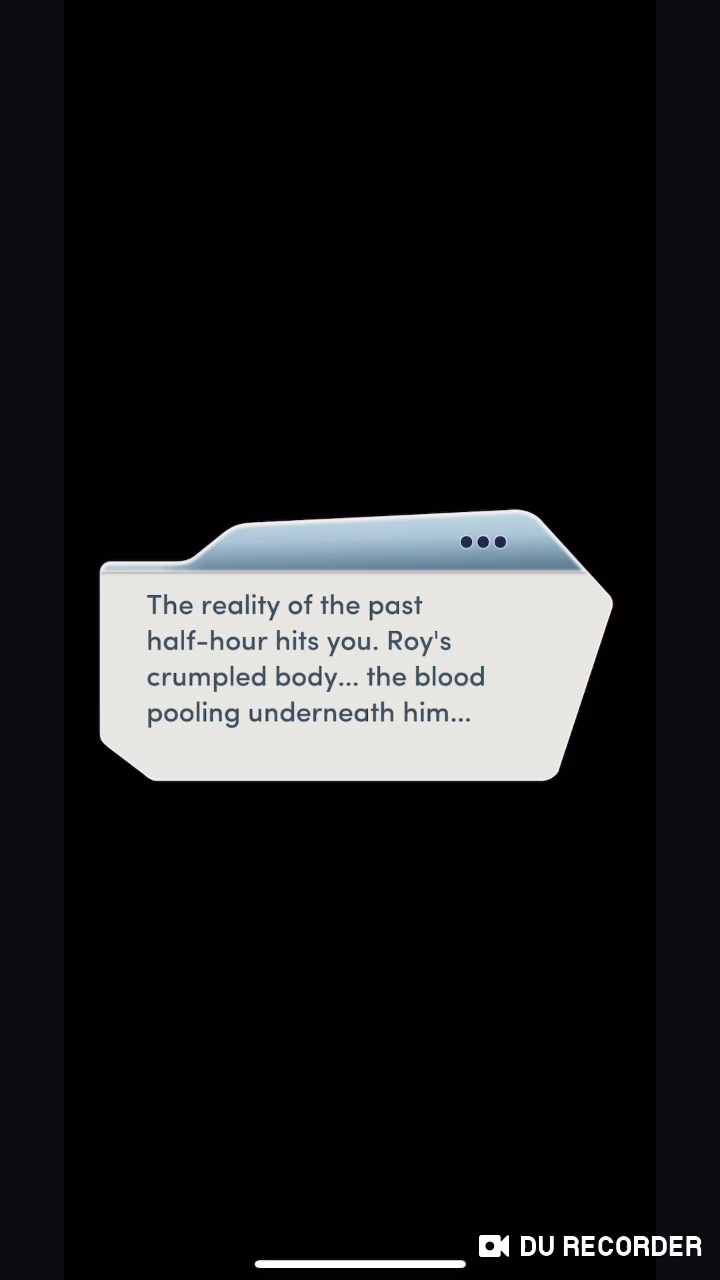 The reality of the past
half-hour hits you. Roy's
crumpled body... the blood
pooling underneath him...
DU RECORDER